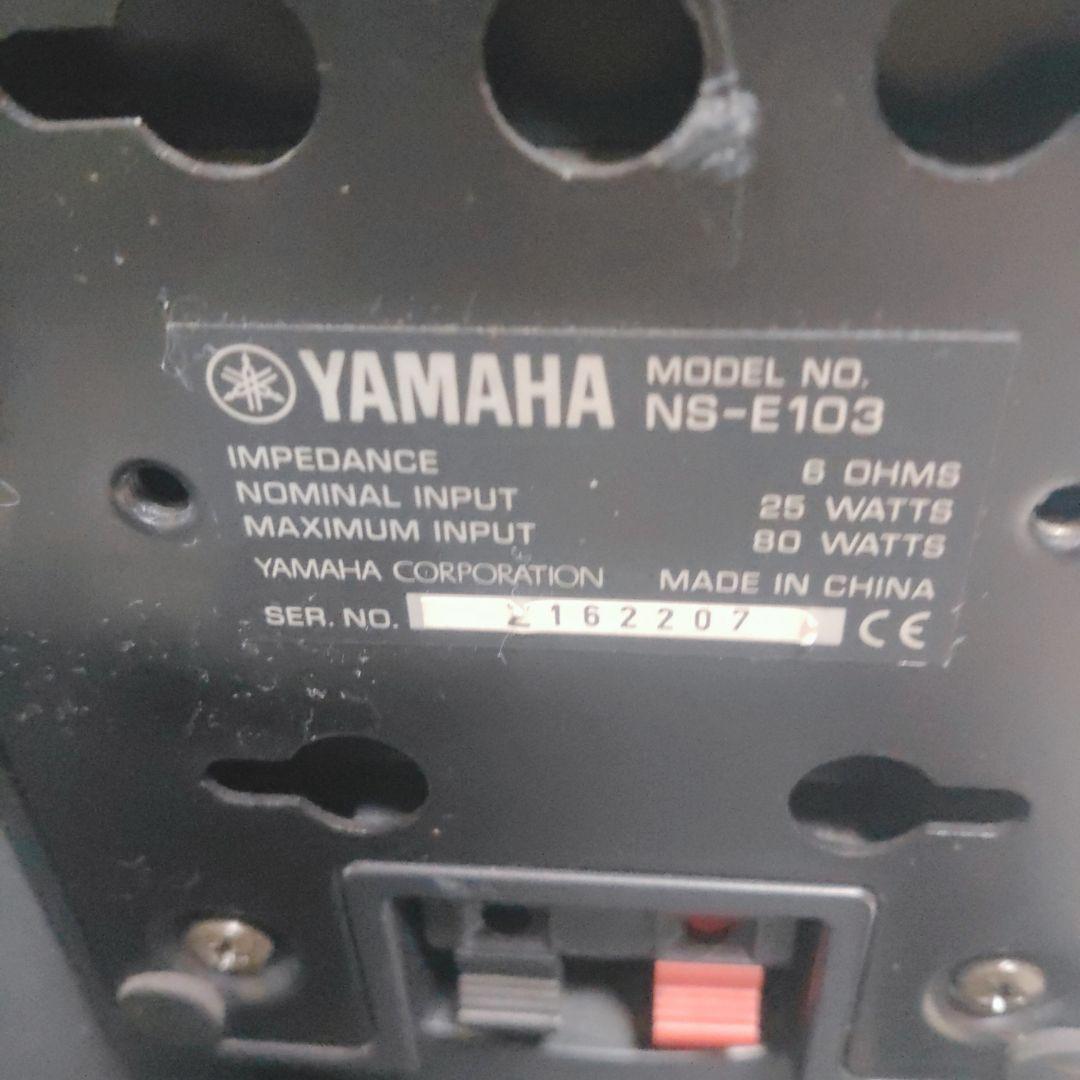 YAMAHA MODEL NO.
NS-E103
IMPEDANCE 6 OHMS
NOMINAL INPUT 25 WATTS
MAXIMUM INPUT 80 WATTS
YAMAHA CORPORATION MADE IN CHINA
SER. NO. Z162207 CE